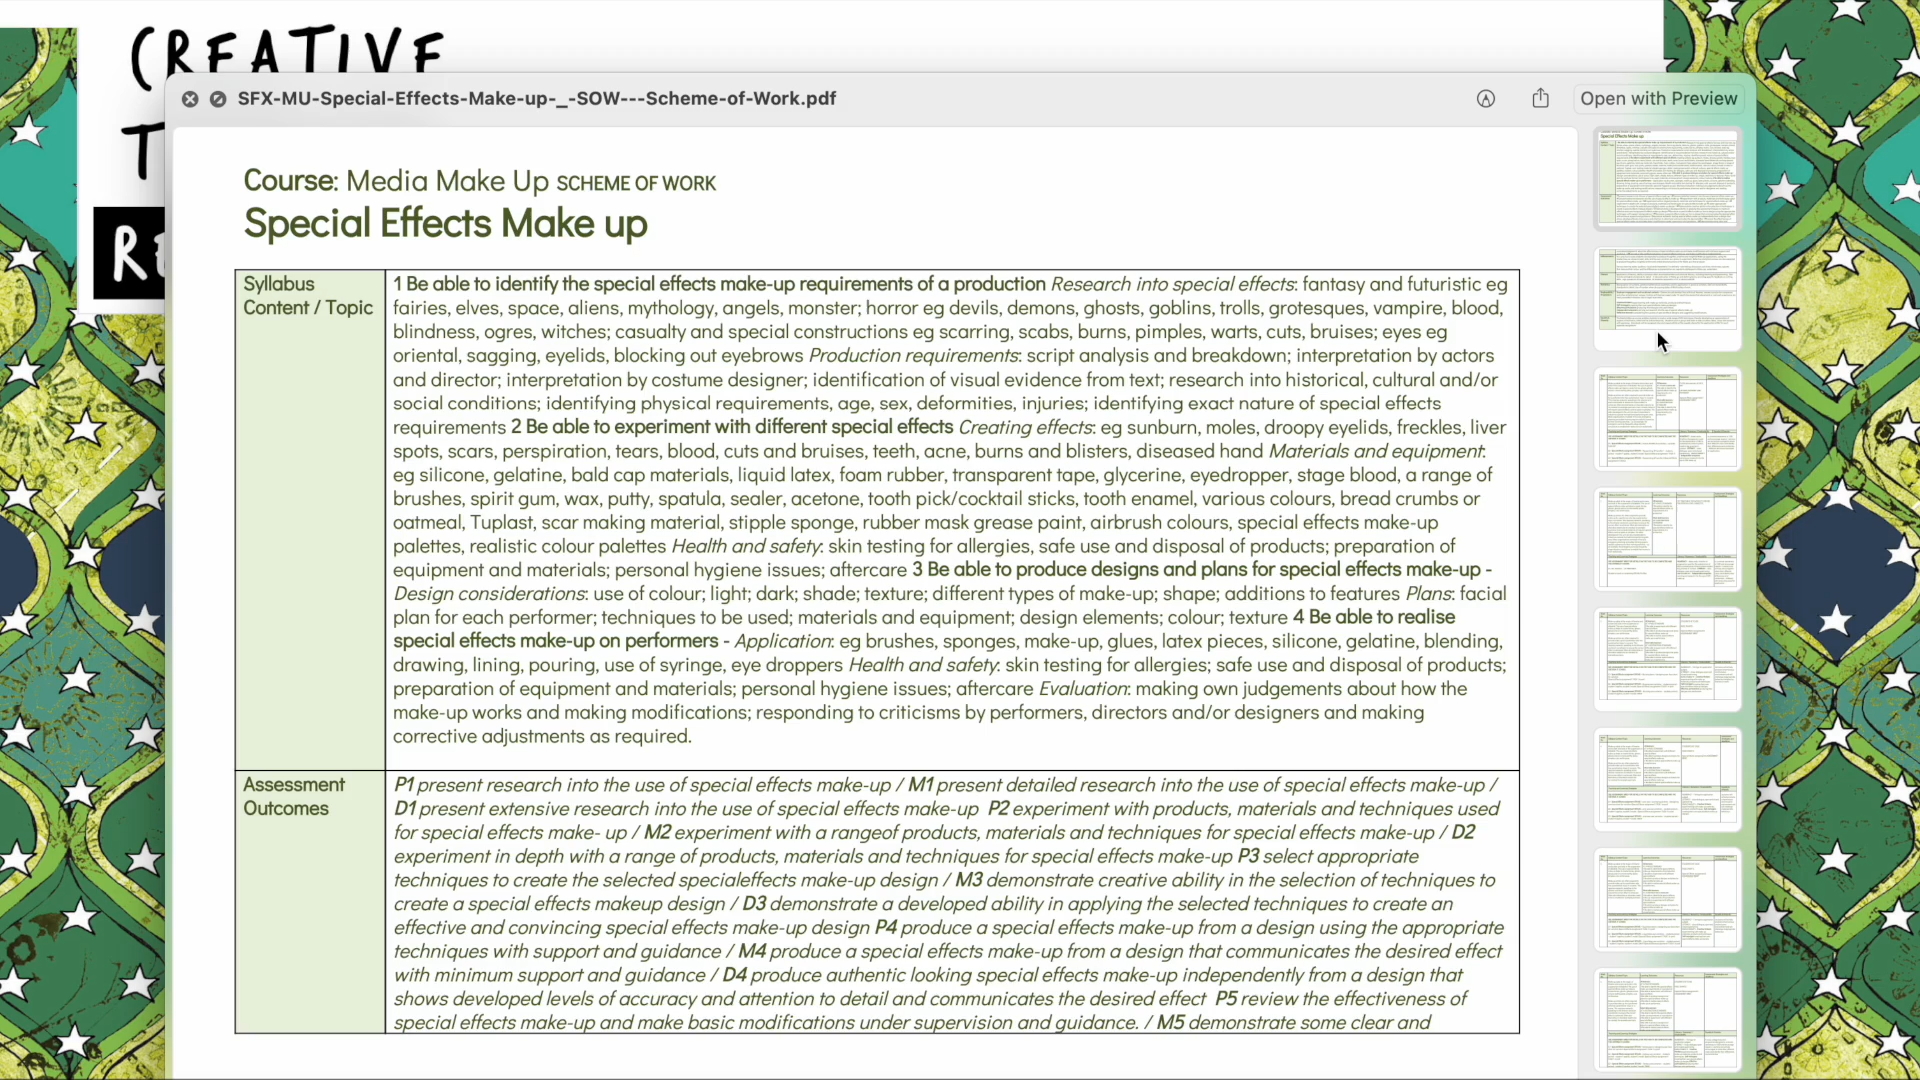 CREATIVE
SFX-MU-Special-Effects-Make-up-_-SOW---Scheme-of-Work.pdf
Open with Preview
Course: Media Make Up SCHEME OF WORK
Special Effects Make up
Syllabus
Content / Topic
1 Be able to identify the special effects make-up requirements of a production Research into special effects: fantasy and futuristic eg
fairies, elves, space, aliens, mythology, angels, monster; horror eg devils, demons, ghosts, goblins, trolls, grotesques, vampire, blood,
blindness, ogres, witches; casualty and special constructions eg scarring, scabs, burns, pimples, warts, cuts, bruises; eyes eg
oriental, sagging, eyelids, blocking out eyebrows Production requirements: script analysis and breakdown; interpretation by actors
and director; interpretation by costume designer; identification of visual evidence from text; research into historical, cultural and/or
social conditions; identifying physical requirements, age, sex, deformities, injuries; identifying exact nature of special effects
requirements 2 Be able to experiment with different special effects Creating effects: eg sunburn, moles, droopy eyelids, freckles, liver
spots, scars, perspiration, tears, blood, cuts and bruises, teeth, acne, burns and blisters, diseased hand Materials and equipment:
eg silicone, gelatine, bald cap materials, liquid latex, foam rubber, transparent tape, glycerine, eyedropper, stage blood, a range of
brushes, spirit gum, wax, putty, spatula, sealer, acetone, tooth pick/cocktail sticks, tooth enamel, various colours, bread crumbs or
oatmeal, Tuplast, scar making material, stipple sponge, rubber mask grease paint, airbrush colours, special effects make-up
palettes, realistic colour palettes Health and safety: skin testing for allergies, safe use and disposal of products; preparation of
equipment and materials; personal hygiene issues; aftercare 3 Be able to produce designs and plans for special effects make-up -
Design considerations: use of colour; light; dark; shade; texture; different types of make-up; shape; additions to features Plans: facial
plan for each performer; techniques to be used; materials and equipment; design elements; colour; texture 4 Be able to realise
special effects make-up on performers - Application: eg brushes, sponges, make-up, glues, latex pieces, silicone, gelatine, blending,
drawing, lining, pouring, use of syringe, eye droppers Health and safety: skin testing for allergies; safe use and disposal of products;
preparation of equipment and materials; personal hygiene issues; aftercare Evaluation: making own judgements about how the
make-up works and making modifications; responding to criticisms by performers, directors and/or designers and making
corrective adjustments as required.
Assessment
Outcomes
P1 present research into the use of special effects make-up / M1 present detailed research into the use of special effects make-up /
D1 present extensive research into the use of special effects make-up P2 experiment with products, materials and techniques used
for special effects make- up / M2 experiment with a rangeof products, materials and techniques for special effects make-up / D2
experiment in depth with a range of products, materials and techniques for special effects make-up P3 select appropriate
techniques to create the selected specialeffects make-up design / M3 demonstrate creative ability in the selection of techniques to
create a special effects makeup design / D3 demonstrate a developed ability in applying the selected techniques to create an
effective and convincing special effects make-up design P4 produce a special effects make-up from a design using the appropriate
techniques with support and guidance / M4 produce a special effects make-up from a design that communicates the desired effect
with minimum support and guidance / D4 produce authentic looking special effects make-up independently from a design that
shows developed levels of accuracy and attention to detail and communicates the desired effect P5 review the effectiveness of
special effects make-up and make basic modifications under supervision and guidance. / M5 demonstrate some clear and